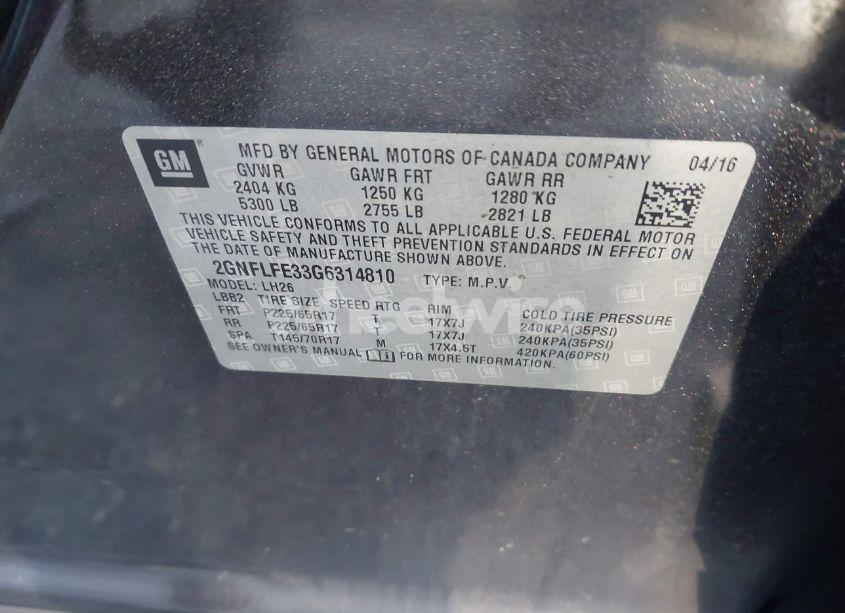 GM
MFD BY GENERAL MOTORS OF CANADA COMPANY 04/16
GVWR GAWR FRT GAWR RR
2404 KG 1250 KG 1280 KG
5300 LB 2755 LB 2821 LB
THIS VEHICLE CONFORMS TO ALL APPLICABLE U.S. FEDERAL MOTOR
VEHICLE SAFETY AND THEFT PREVENTION STANDARDS IN EFFECT ON
THE DATE OF MANUFACTURE SHOWN ABOVE.
2GNFLFE33G6314810 TYPE: M.P.V.
MODEL: LH26
LBB2 TIRE SIZE SPEED RTG RIM COLD TIRE PRESSURE
FRT P225/65R17 T 17X7J 240KPA(35PSI)
RR P225/65R17 T 17X7J 240KPA(35PSI)
SPA T145/70R17 M 17X4.5T 420KPA(60PSI)
SEE OWNER'S MANUAL FOR MORE INFORMATION.